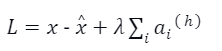 L = x - x̂ + λ∑ᵢ aᵢ⁽ʰ⁾